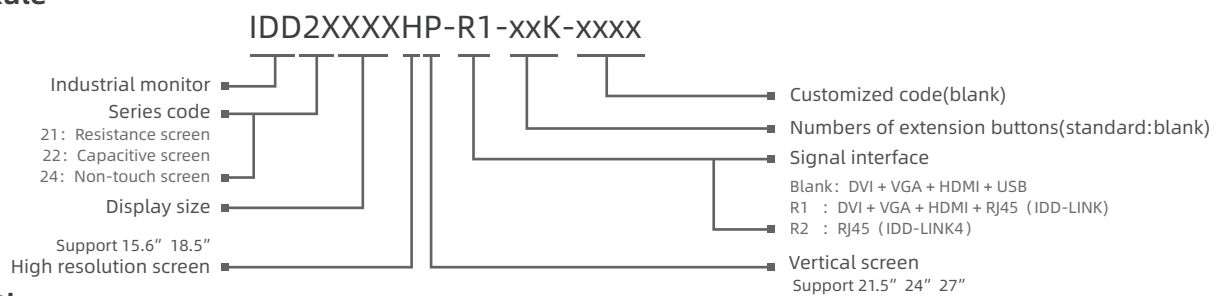 IDD2XXXXHP-R1-xxK-xxxx
Industrial monitor
Series code
21: Resistance screen
22: Capacitive screen
24: Non-touch screen
Display size
Support 15.6" 18.5"
High resolution screen
Customized code(blank)
Numbers of extension buttons(standard:blank)
Signal interface
Blank: DVI + VGA + HDMI + USB
R1 : DVI + VGA + HDMI + RJ45 (IDD-LINK)
R2 : RJ45 (IDD-LINK4)
Vertical screen
Support 21.5" 24" 27"